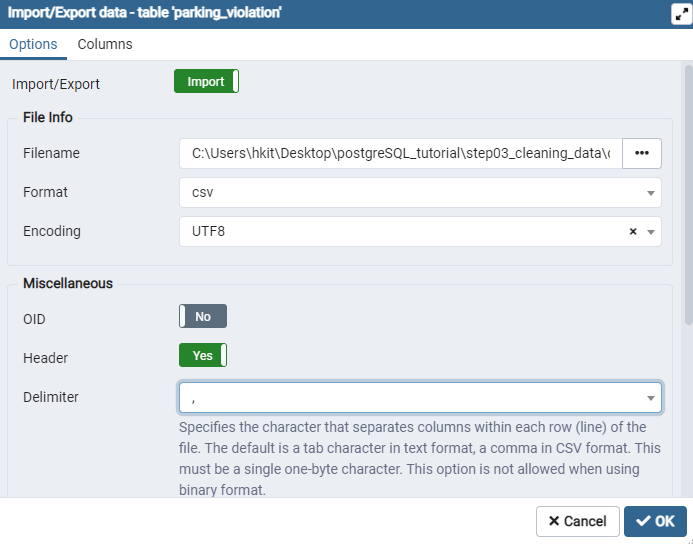 Import/Export data - table 'parking_violation'
Options Columns
Import/Export Import
File Info
Filename C:\Users\hkit\Desktop\postgreSQL_tutorial\step03_cleaning_data\c •••
Format csv
Encoding UTF8 ×
Miscellaneous
OID No
Header Yes
Delimiter ,
Specifies the character that separates columns within each row (line) of the
file. The default is a tab character in text format, a comma in CSV format. This
must be a single one-byte character. This option is not allowed when using
binary format.
× Cancel ✓ OK